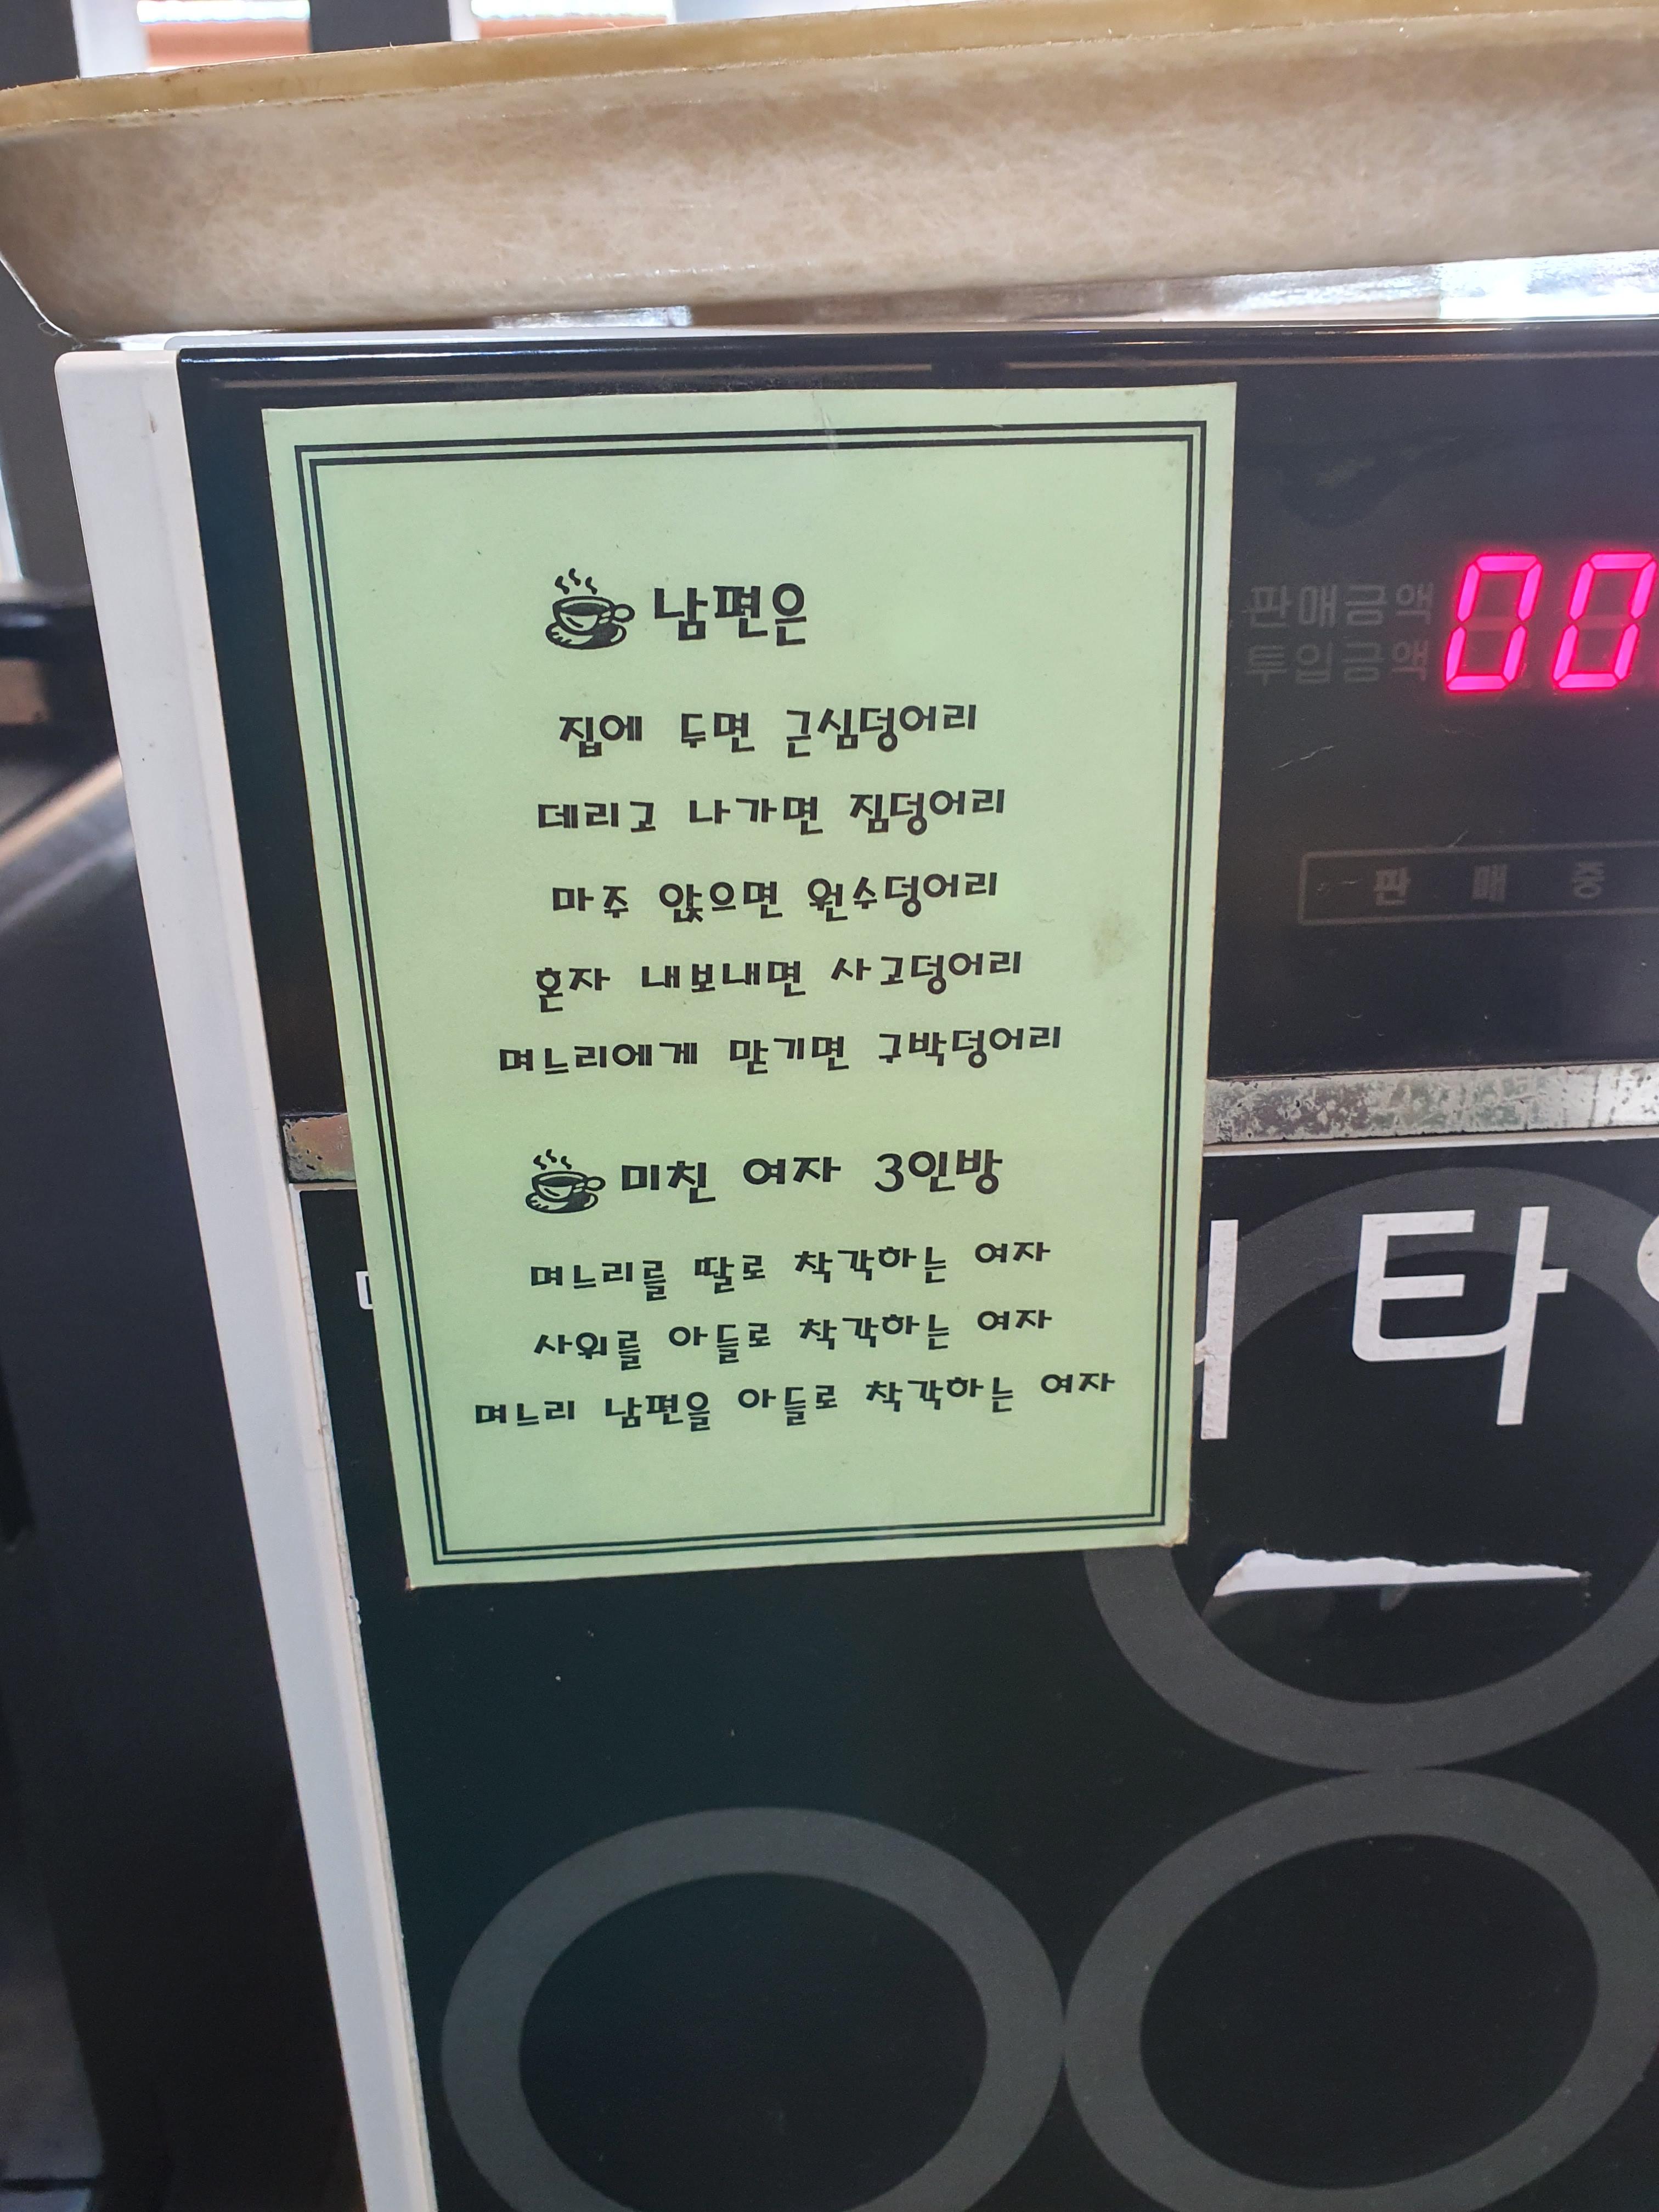 남편은
집에 두면 근심덩어리
데리고 나가면 짐덩어리
마주 앉으면 원수덩어리
혼자 내보내면 사고덩어리
며느리에게 맏기면 구박덩어리
미친 여자 3인방
며느리를 딸로 착각하는 여자
사위를 아들로 착각하는 여자
며느리 남편을 아들로 착각하는 여자
판매금액
투입금액
00
판매중
타